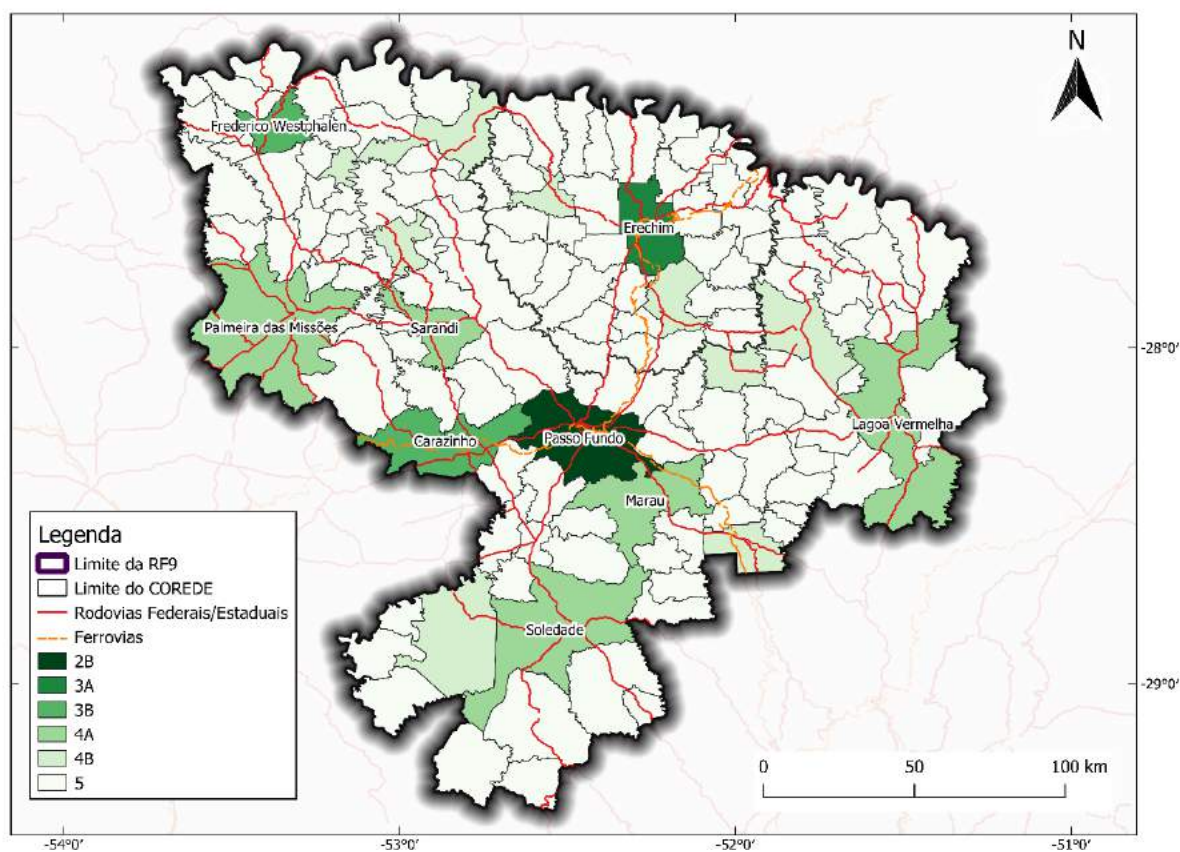 N
Frederico Westphalen
Erechim
Palmeira das Missões
Sarandi
-28°0'
Lagoa Vermelha
Carazinho
Passo Fundo
Marau
Soledade
-29°0'
Legenda
Limite da RF9
Limite do COREDE
Rodovias Federais/Estaduais
Ferrovias
2B
3A
3B
4A
4B
5
0 50 100 km
-54°0' -53°0' -52°0' -51°0'